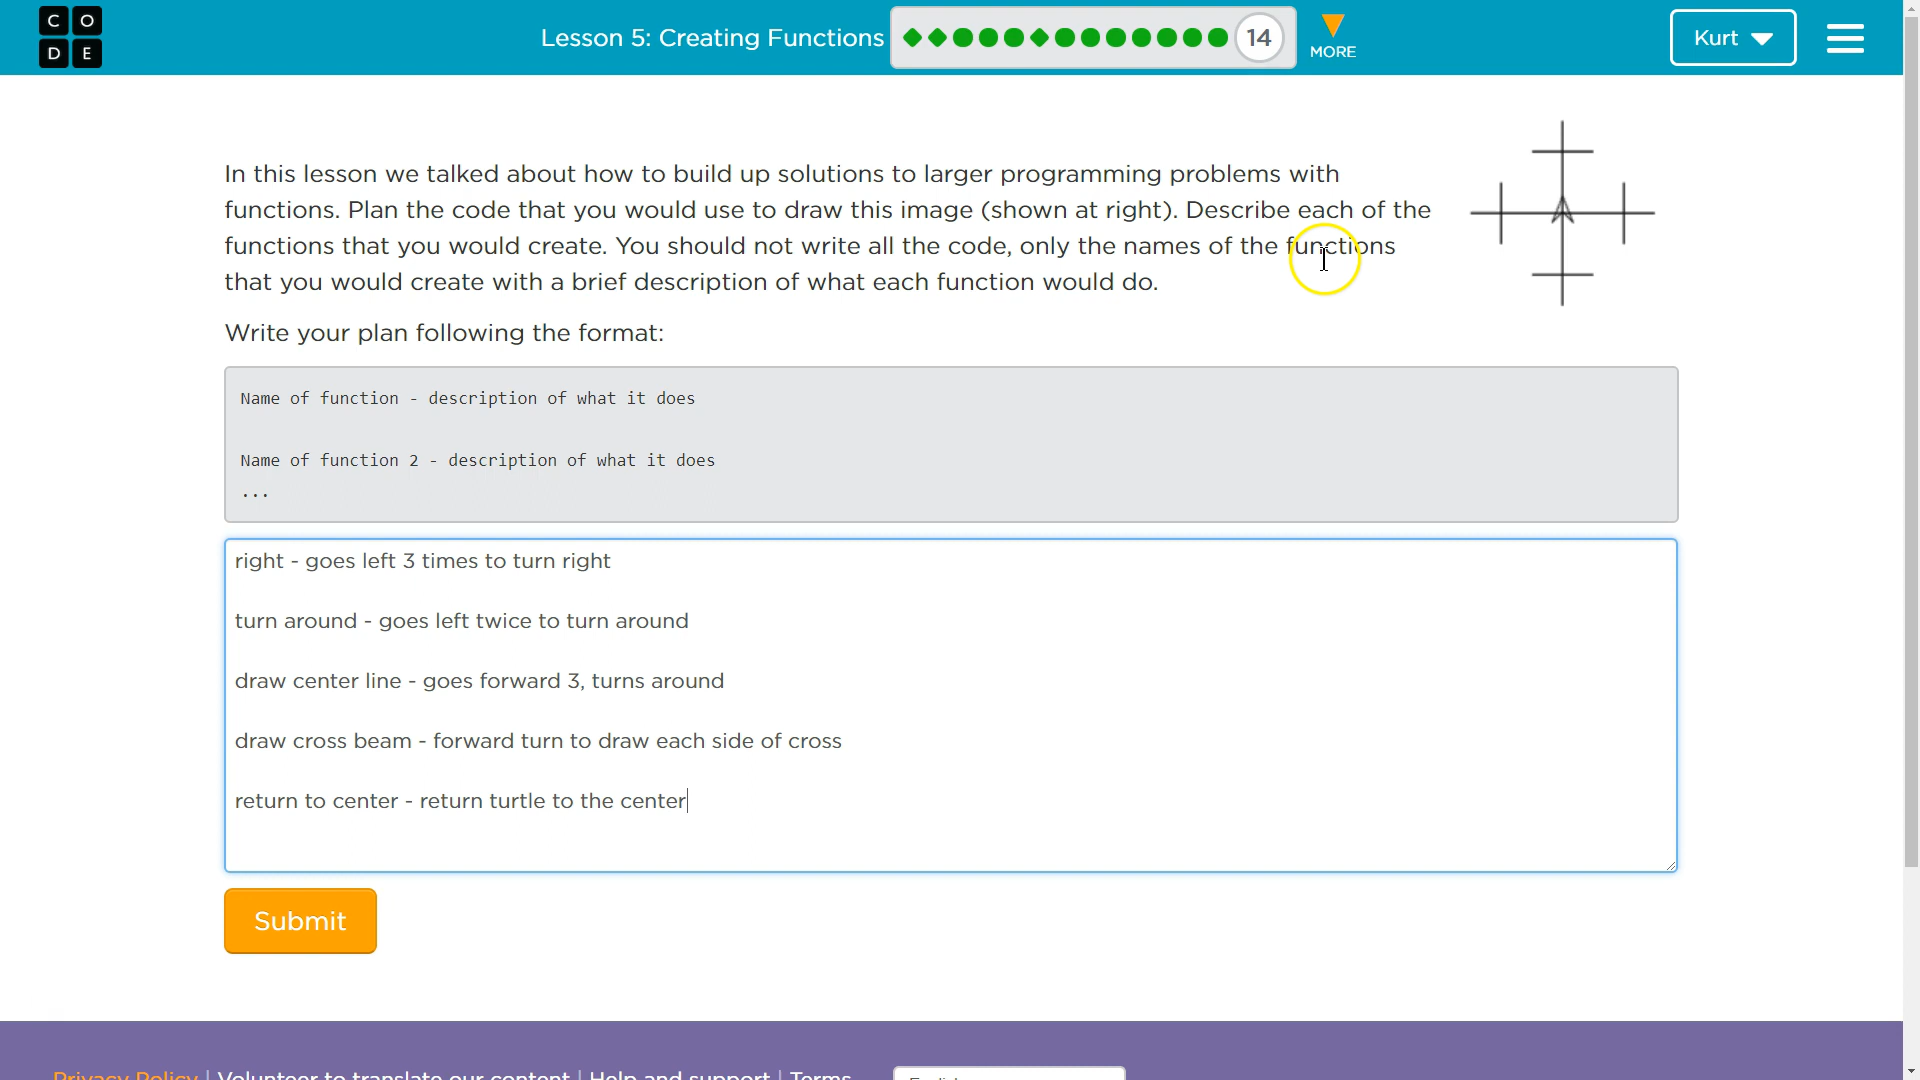 C O
D E
Lesson 5: Creating Functions
14
MORE
Kurt
In this lesson we talked about how to build up solutions to larger programming problems with
functions. Plan the code that you would use to draw this image (shown at right). Describe each of the
functions that you would create. You should not write all the code, only the names of the functions
that you would create with a brief description of what each function would do.
Write your plan following the format:
Name of function - description of what it does
Name of function 2 - description of what it does
...
right - goes left 3 times to turn right
turn around - goes left twice to turn around
draw center line - goes forward 3, turns around
draw cross beam - forward turn to draw each side of cross
return to center - return turtle to the center
Submit
Privacy Policy | Volunteer to translate our content | Help and support | Terms
English